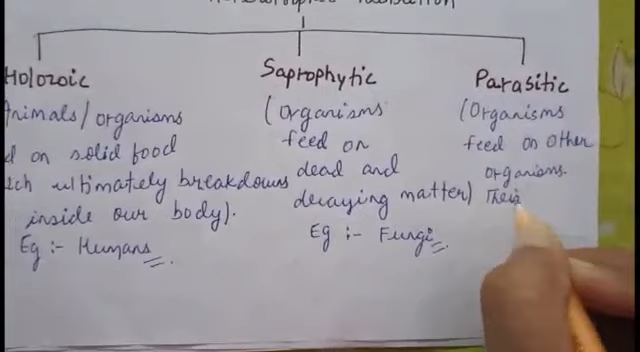 Holozoic
Animals/organisms
d on solid food
ich ultimately breakdowns
inside our body).
Eg :- Humans.
Saprophytic
(organisms
feed on
dead and
decaying matter)
Eg :- Fungi.
Parasitic
(Organisms
feed on other
organisms.
Their